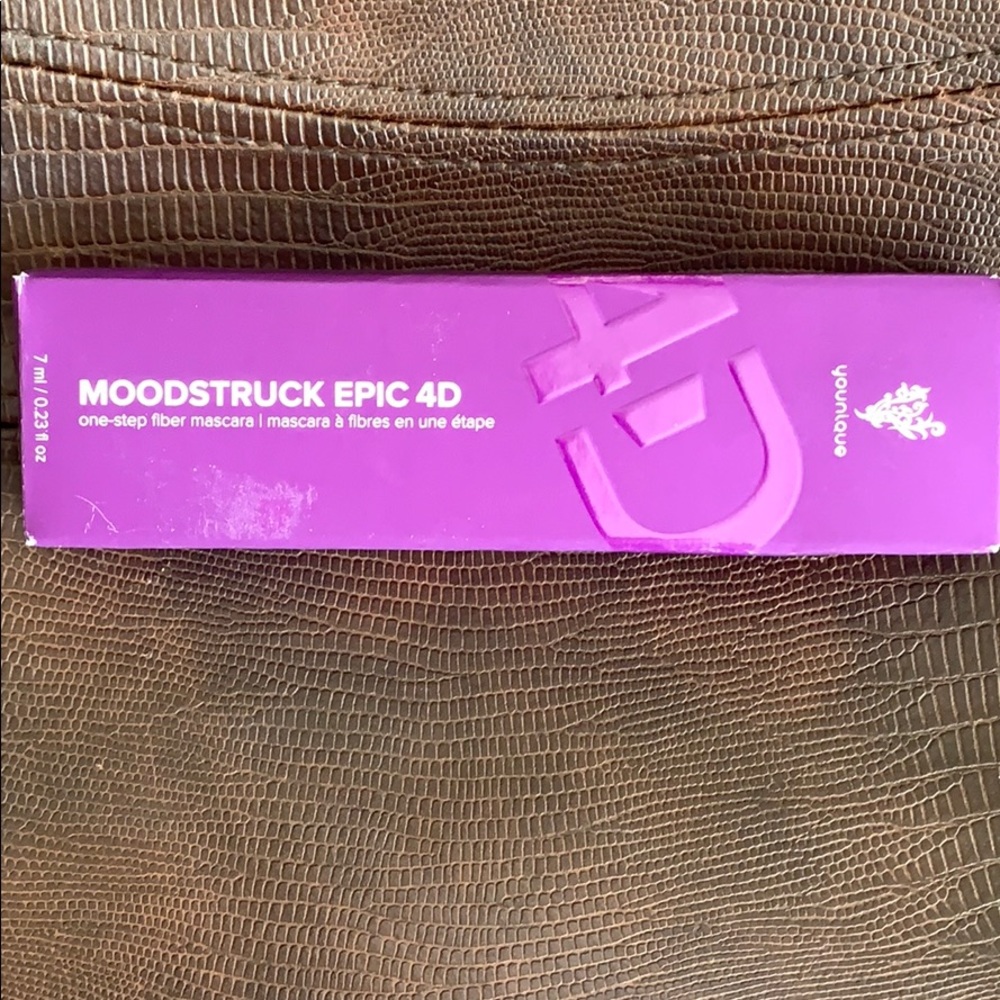 MOODSTRUCK EPIC 4D
one-step fiber mascara | mascara à fibres en une étape
7 ml / 0.23 fl oz
4D
younique